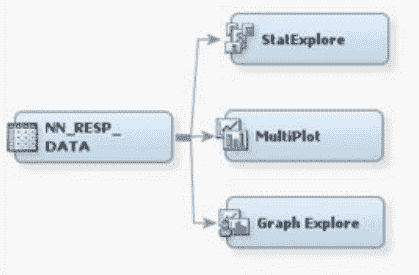 StatExplore
NN_RESP_
DATA
MultiPlot
Graph Explore